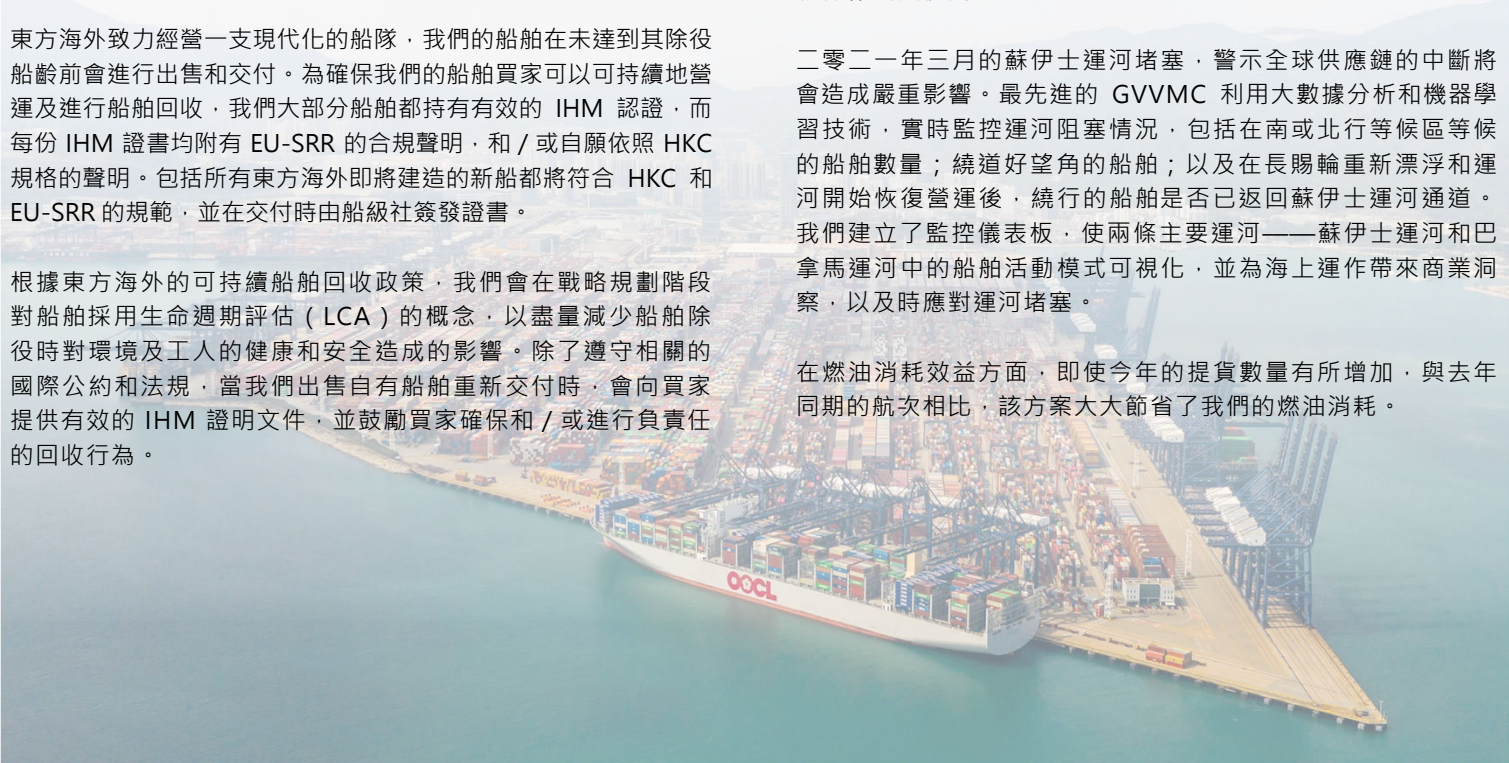 東方海外致力經營一支現代化的船隊，我們的船舶在未達到其除役
船齡前會進行出售和交付。為確保我們的船舶買家可以可持續地營
運及進行船舶回收，我們大部分船舶都持有有效的 IHM 認證，而
每份 IHM 證書均附有 EU-SRR 的合規聲明，和 / 或自願依照 HKC
規格的聲明。包括所有東方海外即將建造的新船都將符合 HKC 和
EU-SRR 的規範，並在交付時由船級社簽發證書。
根據東方海外的可持續船舶回收政策，我們會在戰略規劃階段
對船舶採用生命週期評估（LCA）的概念，以盡量減少船舶除
役時對環境及工人的健康和安全造成的影響。除了遵守相關的
國際公約和法規，當我們出售自有船舶重新交付時，會向買家
提供有效的 IHM 證明文件，並鼓勵買家確保和 / 或進行負責任
的回收行為。
二零二一年三月的蘇伊士運河堵塞，警示全球供應鏈的中斷將
會造成嚴重影響。最先進的 GVVMC 利用大數據分析和機器學
習技術，實時監控運河阻塞情況，包括在南或北行等候區等候
的船舶數量；繞道好望角的船舶；以及在長賜輪重新漂浮和運
河開始恢復營運後，繞行的船舶是否已返回蘇伊士運河通道。
我們建立了監控儀表板，使兩條主要運河——蘇伊士運河和巴
拿馬運河中的船舶活動模式可視化，並為海上運作帶來商業洞
察，以及時應對運河堵塞。
在燃油消耗效益方面，即使今年的提貨數量有所增加，與去年
同期的航次相比，該方案大大節省了我們的燃油消耗。
OOCL